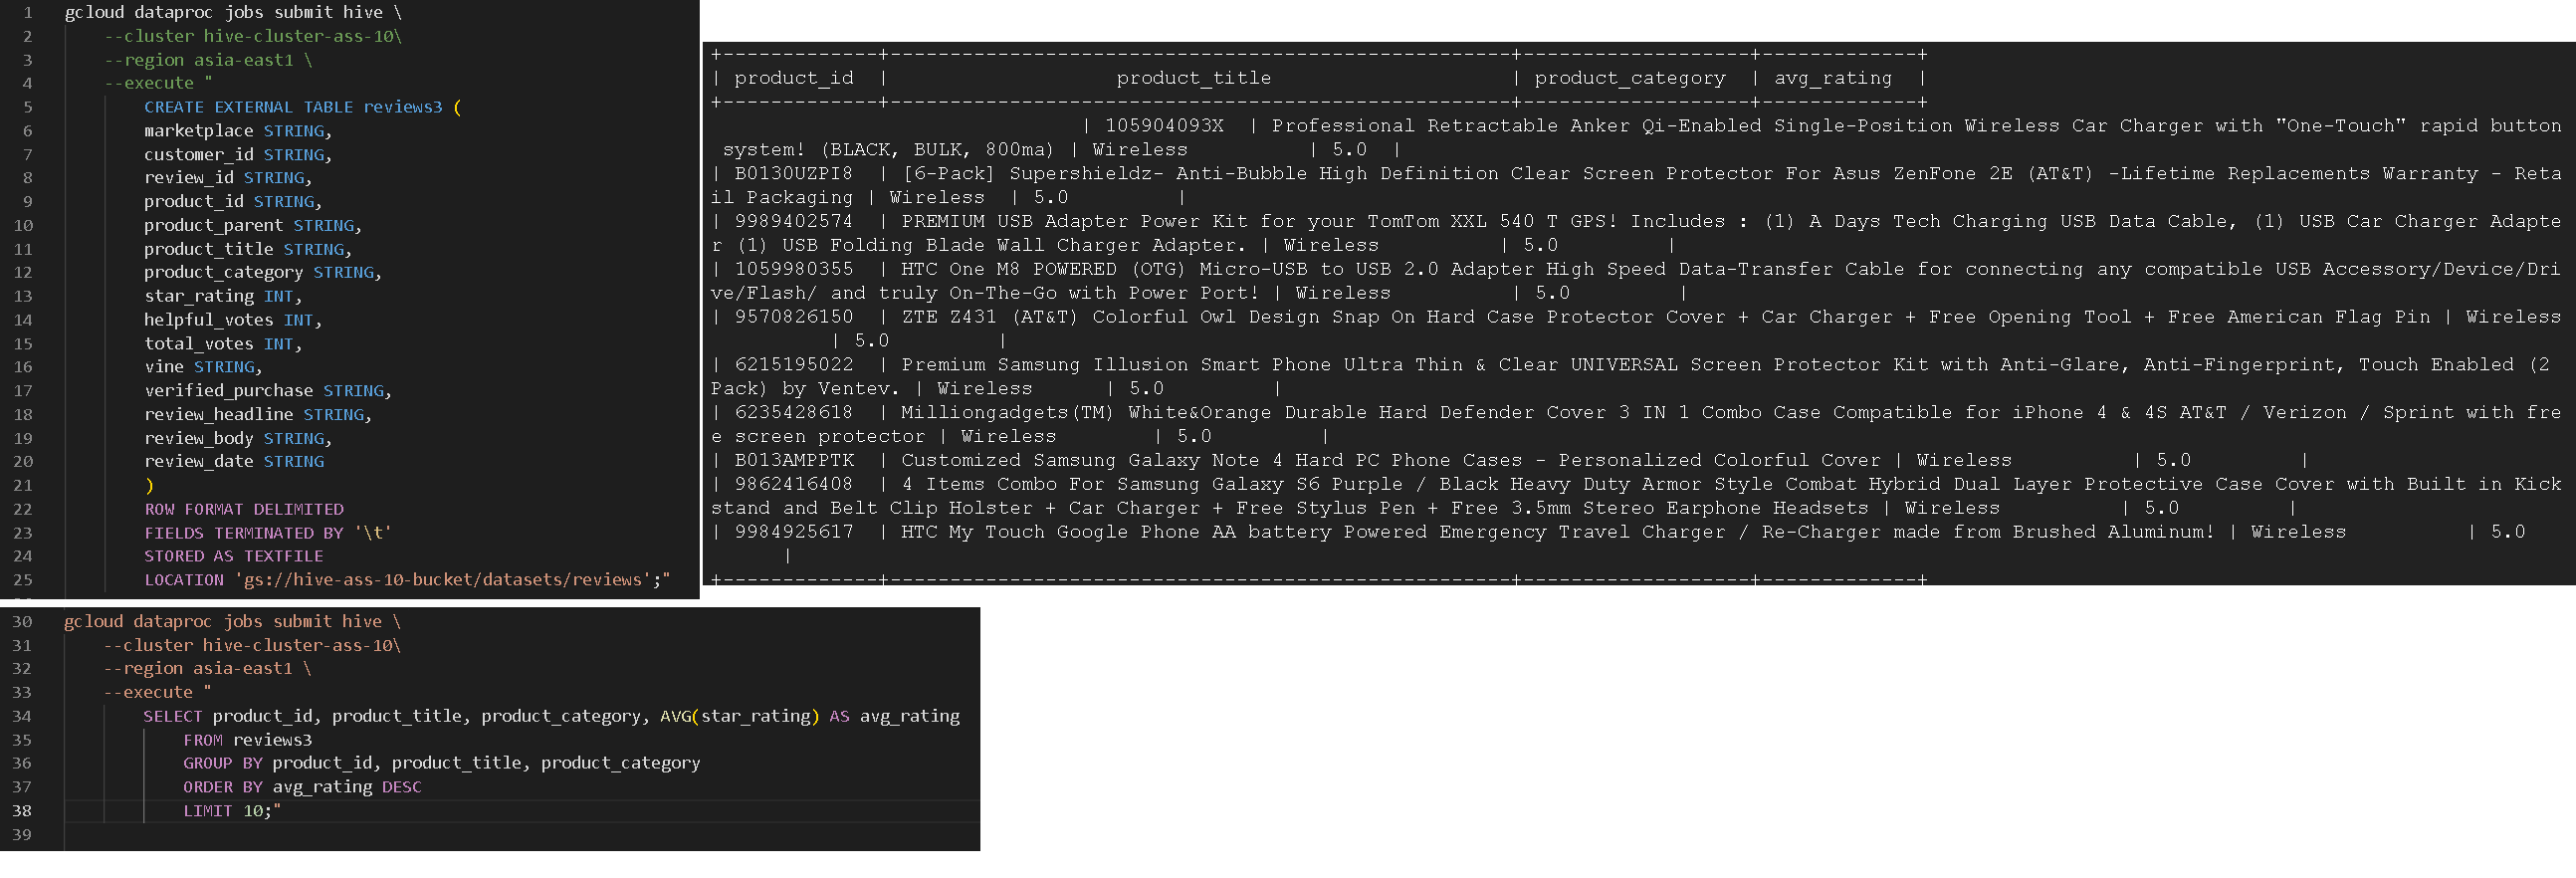 1 gcloud dataproc jobs submit hive \
2 --cluster hive-cluster-ass-10\
3 --region asia-east1 \
4 --execute "
5 CREATE EXTERNAL TABLE reviews3 (
6 marketplace STRING,
7 customer_id STRING,
8 review_id STRING,
9 product_id STRING,
10 product_parent STRING,
11 product_title STRING,
12 product_category STRING,
13 star_rating INT,
14 helpful_votes INT,
15 total_votes INT,
16 vine STRING,
17 verified_purchase STRING,
18 review_headline STRING,
19 review_body STRING,
20 review_date STRING
21 )
22 ROW FORMAT DELIMITED
23 FIELDS TERMINATED BY '\t'
24 STORED AS TEXTFILE
25 LOCATION 'gs://hive-ass-10-bucket/datasets/reviews';"
+-------------+---------------------------------------------------+-------------------+-------------+
| product_id | product_title | product_category | avg_rating |
+-------------+---------------------------------------------------+-------------------+-------------+
| 105904093X | Professional Retractable Anker Qi-Enabled Single-Position Wireless Car Charger with "One-Touch" rapid button
system! (BLACK, BULK, 800ma) | Wireless | 5.0 |
| B0130UZPI8 | [6-Pack] Supershieldz- Anti-Bubble High Definition Clear Screen Protector For Asus ZenFone 2E (AT&T) -Lifetime Replacements Warranty - Reta
il Packaging | Wireless | 5.0 |
| 9989402574 | PREMIUM USB Adapter Power Kit for your TomTom XXL 540 T GPS! Includes : (1) A Days Tech Charging USB Data Cable, (1) USB Car Charger Adapte
r (1) USB Folding Blade Wall Charger Adapter. | Wireless | 5.0 |
| 1059980355 | HTC One M8 POWERED (OTG) Micro-USB to USB 2.0 Adapter High Speed Data-Transfer Cable for connecting any compatible USB Accessory/Device/Dri
ve/Flash/ and truly On-The-Go with Power Port! | Wireless | 5.0 |
| 9570826150 | ZTE Z431 (AT&T) Colorful Owl Design Snap On Hard Case Protector Cover + Car Charger + Free Opening Tool + Free American Flag Pin | Wireless
| 5.0 |
| 6215195022 | Premium Samsung Illusion Smart Phone Ultra Thin & Clear UNIVERSAL Screen Protector Kit with Anti-Glare, Anti-Fingerprint, Touch Enabled (2
Pack) by Ventev. | Wireless | 5.0 |
| 6235428618 | Milliongadgets(TM) White&Orange Durable Hard Defender Cover 3 IN 1 Combo Case Compatible for iPhone 4 & 4S AT&T / Verizon / Sprint with fre
e screen protector | Wireless | 5.0 |
| B013AMPPTK | Customized Samsung Galaxy Note 4 Hard PC Phone Cases - Personalized Colorful Cover | Wireless | 5.0 |
| 9862416408 | 4 Items Combo For Samsung Galaxy S6 Purple / Black Heavy Duty Armor Style Combat Hybrid Dual Layer Protective Case Cover with Built in Kick
stand and Belt Clip Holster + Car Charger + Free Stylus Pen + Free 3.5mm Stereo Earphone Headsets | Wireless | 5.0 |
| 9984925617 | HTC My Touch Google Phone AA battery Powered Emergency Travel Charger / Re-Charger made from Brushed Aluminum! | Wireless | 5.0
|
+-------------+---------------------------------------------------+-------------------+-------------+
30 gcloud dataproc jobs submit hive \
31 --cluster hive-cluster-ass-10\
32 --region asia-east1 \
33 --execute "
34 SELECT product_id, product_title, product_category, AVG(star_rating) AS avg_rating
35 FROM reviews3
36 GROUP BY product_id, product_title, product_category
37 ORDER BY avg_rating DESC
38 LIMIT 10;"
39